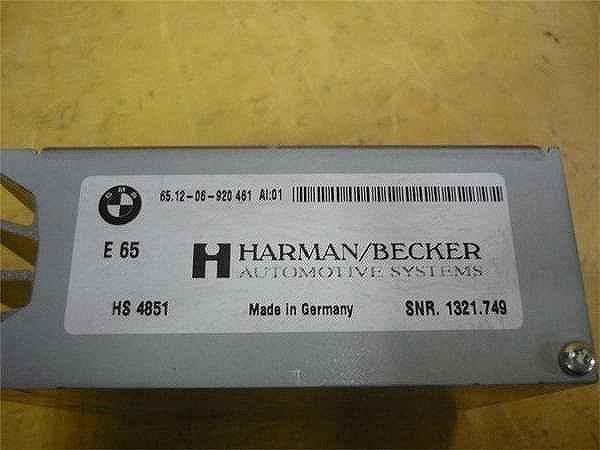 BMW
65.12-06-920 461 AI:01
E 65
HARMAN/BECKER
AUTOMOTIVE SYSTEMS
HS 4851 Made in Germany SNR. 1321.749